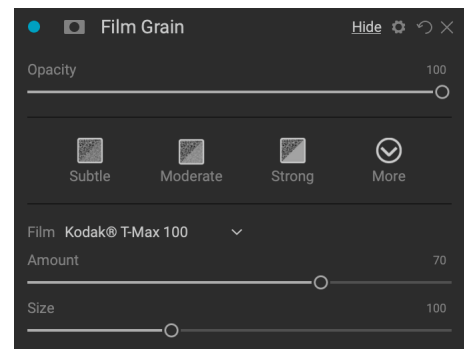 Film Grain Hide
Opacity 100
Subtle Moderate Strong More
Film Kodak® T-Max 100
Amount 70
Size 100